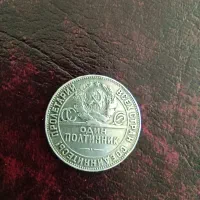 ПРОЛЕТАРИИ ВСЕХ СТРАН, СОЕДИНЯЙТЕСЬ
ОДИН
ПОЛТИННИК